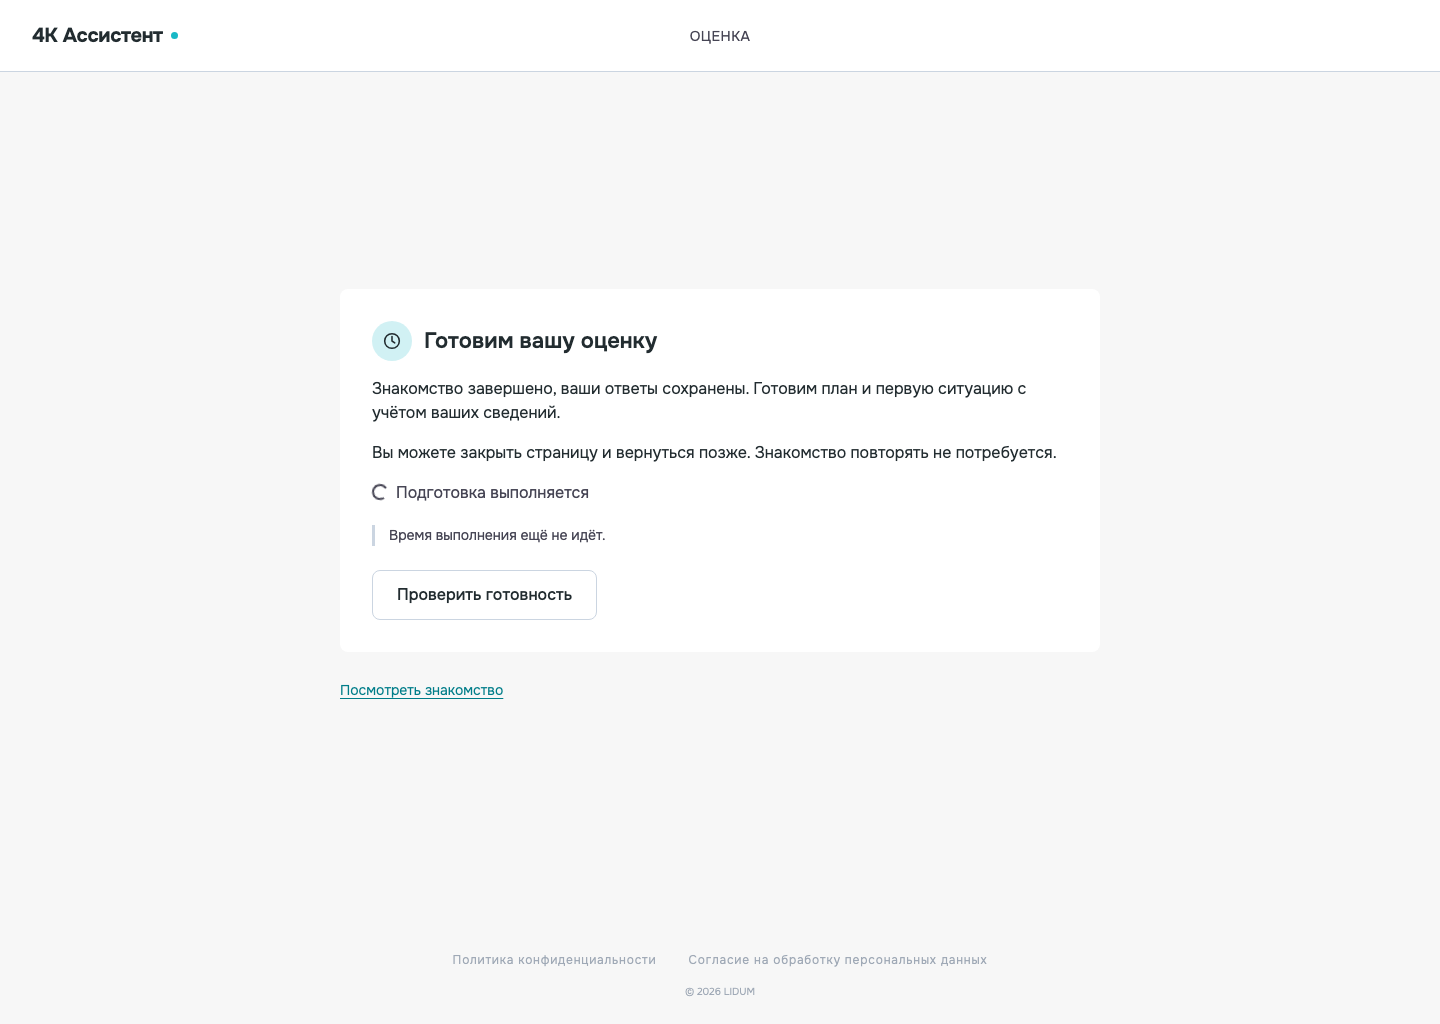 4К Ассистент
ОЦЕНКА
Готовим вашу оценку
Знакомство завершено, ваши ответы сохранены. Готовим план и первую ситуацию с
учётом ваших сведений.
Вы можете закрыть страницу и вернуться позже. Знакомство повторять не потребуется.
Подготовка выполняется
Время выполнения ещё не идёт.
Проверить готовность
Посмотреть знакомство
Политика конфиденциальности
Согласие на обработку персональных данных
© 2026 LIDUM